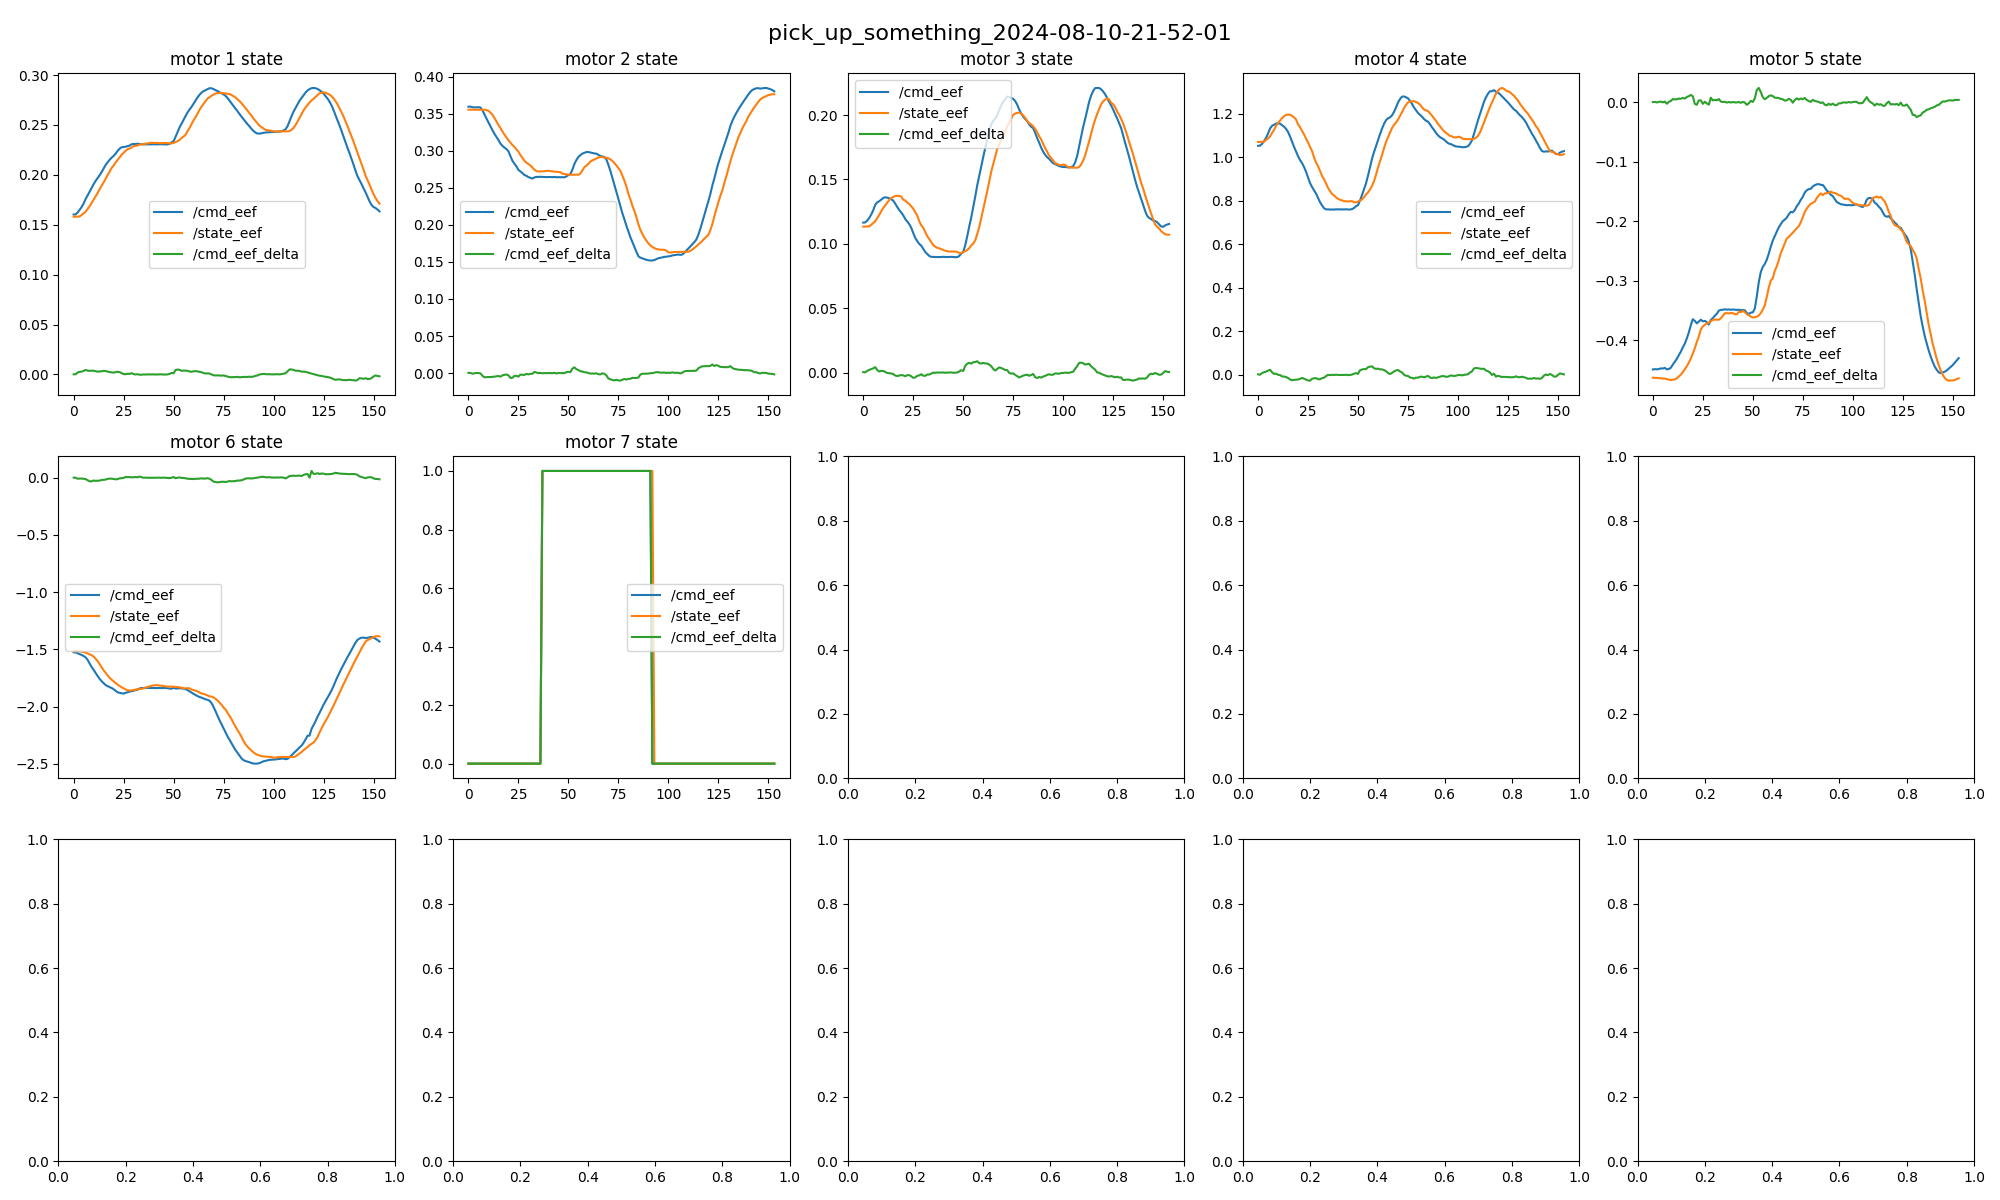 pick_up_something_2024-08-10-21-52-01
motor 1 state
0.30
0.25
0.20
0.15
0.10
0.05
0.00
/cmd_eef
/state_eef
/cmd_eef_delta
0 25 50 75 100 125 150
motor 2 state
0.40
0.35
0.30
0.25
0.20
0.15
0.10
0.05
0.00
/cmd_eef
/state_eef
/cmd_eef_delta
0 25 50 75 100 125 150
motor 3 state
0.20
0.15
0.10
0.05
0.00
/cmd_eef
/state_eef
/cmd_eef_delta
0 25 50 75 100 125 150
motor 4 state
1.2
1.0
0.8
0.6
0.4
0.2
0.0
/cmd_eef
/state_eef
/cmd_eef_delta
0 25 50 75 100 125 150
motor 5 state
0.0
−0.1
−0.2
−0.3
−0.4
/cmd_eef
/state_eef
/cmd_eef_delta
0 25 50 75 100 125 150
motor 6 state
0.0
−0.5
−1.0
−1.5
−2.0
−2.5
/cmd_eef
/state_eef
/cmd_eef_delta
0 25 50 75 100 125 150
motor 7 state
1.0
0.8
0.6
0.4
0.2
0.0
/cmd_eef
/state_eef
/cmd_eef_delta
0 25 50 75 100 125 150
1.0
0.8
0.6
0.4
0.2
0.0
0.0 0.2 0.4 0.6 0.8 1.0
1.0
0.8
0.6
0.4
0.2
0.0
0.0 0.2 0.4 0.6 0.8 1.0
1.0
0.8
0.6
0.4
0.2
0.0
0.0 0.2 0.4 0.6 0.8 1.0
1.0
0.8
0.6
0.4
0.2
0.0
0.0 0.2 0.4 0.6 0.8 1.0
1.0
0.8
0.6
0.4
0.2
0.0
0.0 0.2 0.4 0.6 0.8 1.0
1.0
0.8
0.6
0.4
0.2
0.0
0.0 0.2 0.4 0.6 0.8 1.0
1.0
0.8
0.6
0.4
0.2
0.0
0.0 0.2 0.4 0.6 0.8 1.0
1.0
0.8
0.6
0.4
0.2
0.0
0.0 0.2 0.4 0.6 0.8 1.0